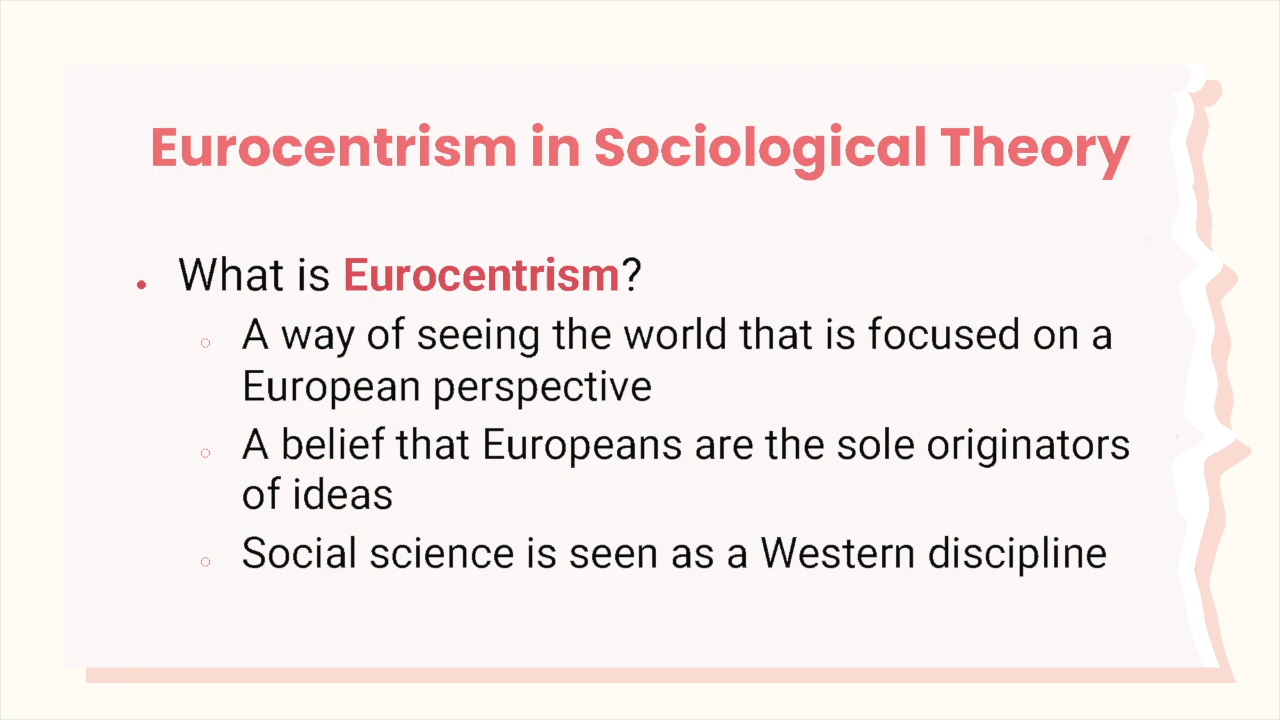 Eurocentrism in Sociological Theory
What is Eurocentrism?
A way of seeing the world that is focused on a
European perspective
A belief that Europeans are the sole originators
of ideas
Social science is seen as a Western discipline